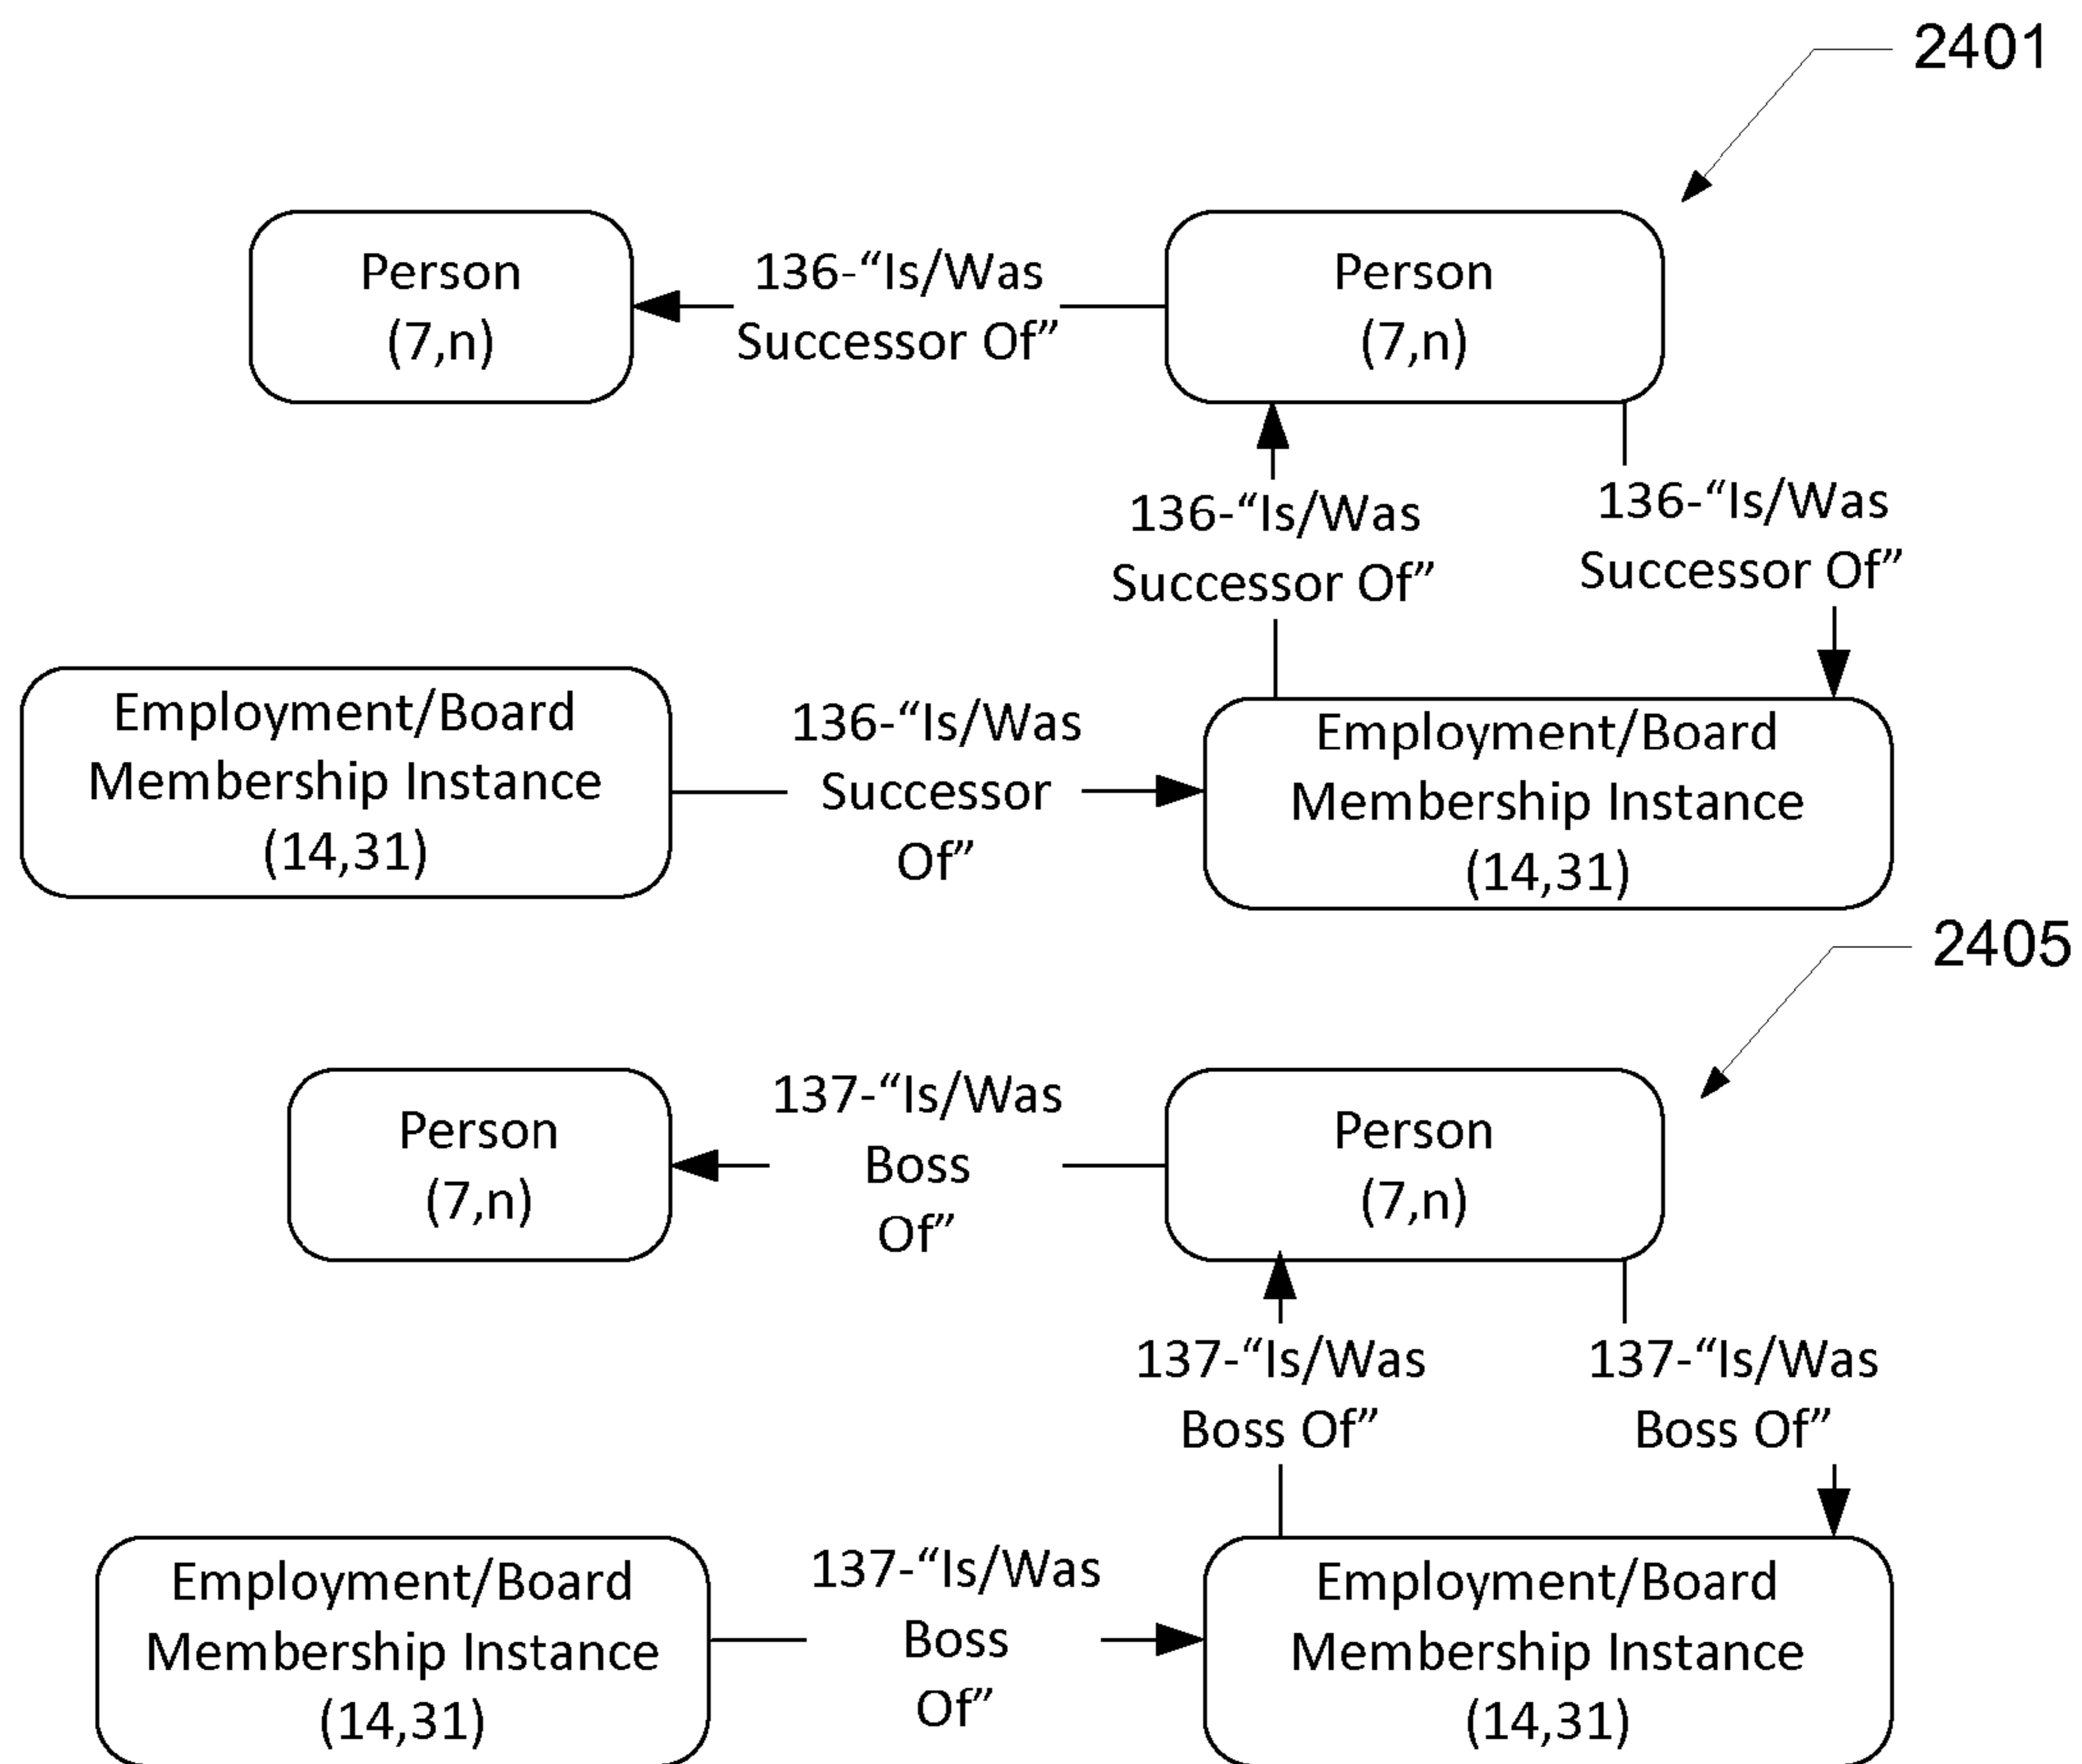 2401
Person
(7,n)
136-“Is/Was
Successor Of”
Person
(7,n)
136-“Is/Was
Successor Of”
136-“Is/Was
Successor Of”
Employment/Board
Membership Instance
(14,31)
136-“Is/Was
Successor
Of”
Employment/Board
Membership Instance
(14,31)
2405
Person
(7,n)
137-“Is/Was
Boss
Of”
Person
(7,n)
137-“Is/Was
Boss Of”
137-“Is/Was
Boss Of”
Employment/Board
Membership Instance
(14,31)
137-“Is/Was
Boss
Of”
Employment/Board
Membership Instance
(14,31)